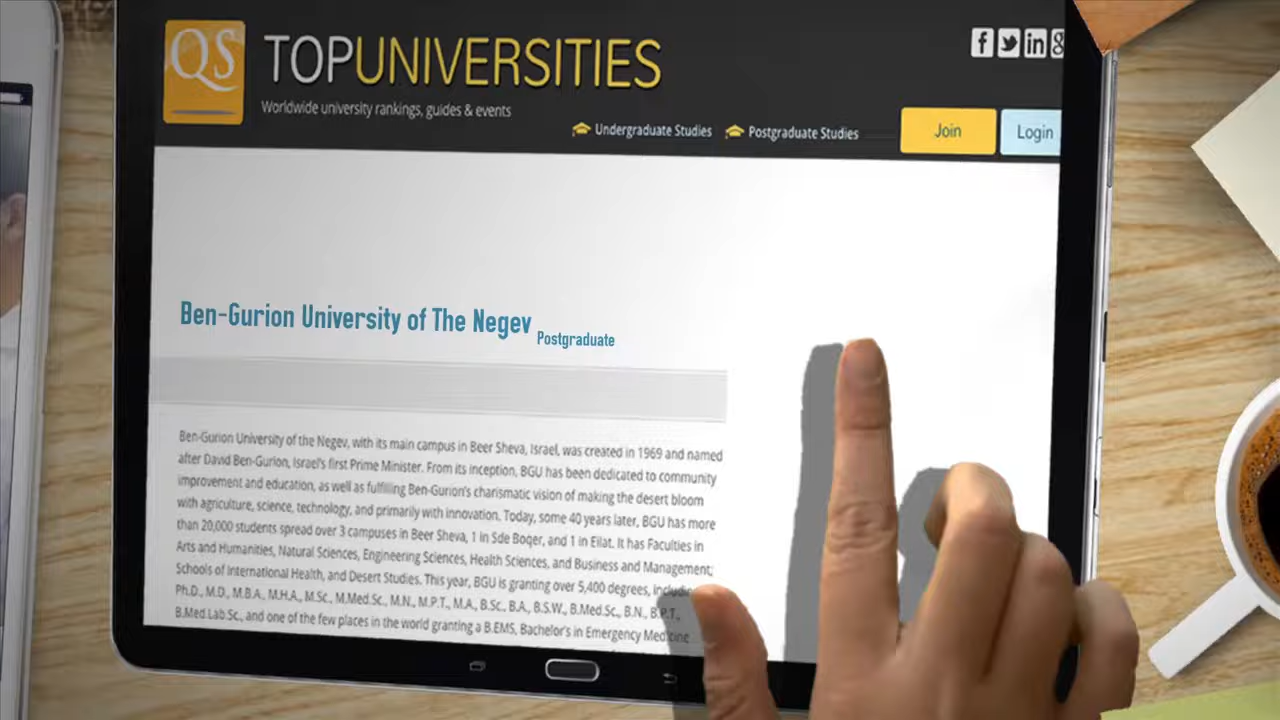 QS TOPUNIVERSITIES
Worldwide university rankings, guides & events
Undergraduate Studies Postgraduate Studies
Join Login
Ben-Gurion University of The Negev Postgraduate
Ben-Gurion University of the Negev, with its main campus in Beer Sheva, Israel, was created in 1969 and named
after David Ben-Gurion, Israel's first Prime Minister. From its inception, BGU has been dedicated to community
improvement and education, as well as fulfilling Ben-Gurion's charismatic vision of making the desert bloom
with agriculture, science, technology, and primarily with innovation. Today, some 40 years later, BGU has more
than 20,000 students spread over 3 campuses in Beer Sheva, 1 in Sde Boqer, and 1 in Eilat. It has Faculties in
Arts and Humanities, Natural Sciences, Engineering Sciences, Health Sciences, and Business and Management;
Schools of International Health, and Desert Studies. This year, BGU is granting over 5,400 degrees, including
Ph.D., M.D., M.B.A., M.H.A., M.Sc., M.Med.Sc., M.N., M.P.T., M.A., B.Sc., B.A., B.S.W., B.Med.Sc., B.N., B.P.T.,
B.Med.Lab.Sc., and one of the few places in the world granting a B.EMS, Bachelor's in Emergency Medicine